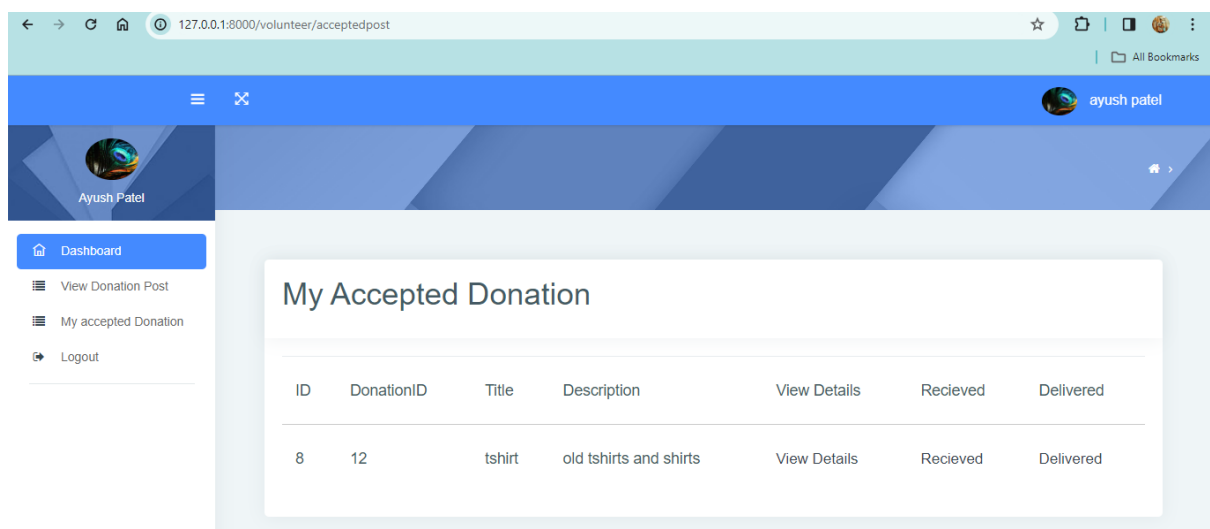 127.0.0.1:8000/volunteer/acceptedpost
All Bookmarks
ayush patel
Ayush Patel
Dashboard
View Donation Post
My accepted Donation
Logout
My Accepted Donation
ID DonationID Title Description View Details Recieved Delivered
8 12 tshirt old tshirts and shirts View Details Recieved Delivered